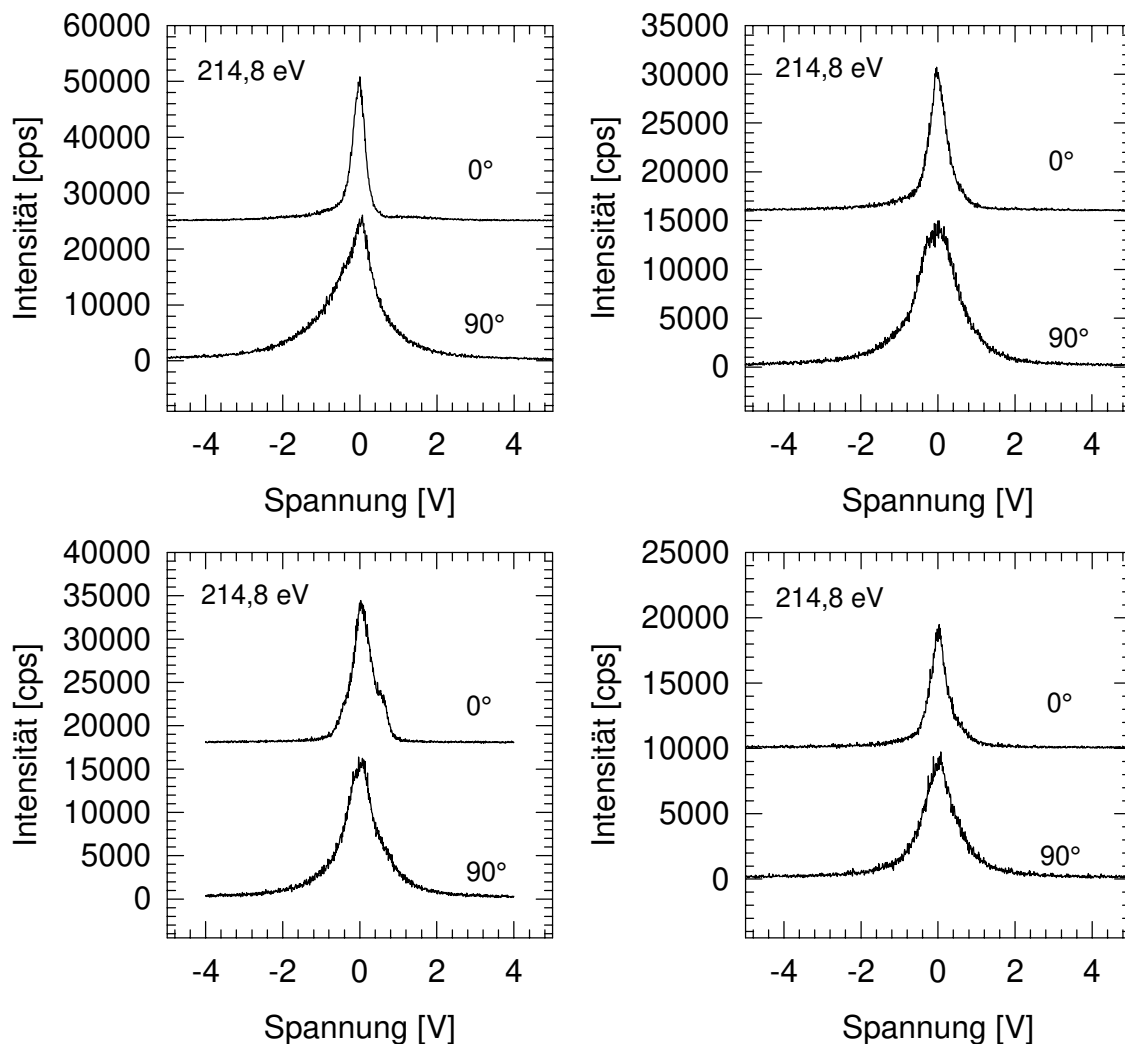 60000
50000
40000
30000
20000
10000
0
Intensität [cps]
214,8 eV
0°
90°
-4 -2 0 2 4
Spannung [V]
35000
30000
25000
20000
15000
10000
5000
0
Intensität [cps]
214,8 eV
0°
90°
-4 -2 0 2 4
Spannung [V]
40000
35000
30000
25000
20000
15000
10000
5000
0
Intensität [cps]
214,8 eV
0°
90°
-4 -2 0 2 4
Spannung [V]
25000
20000
15000
10000
5000
0
Intensität [cps]
214,8 eV
0°
90°
-4 -2 0 2 4
Spannung [V]